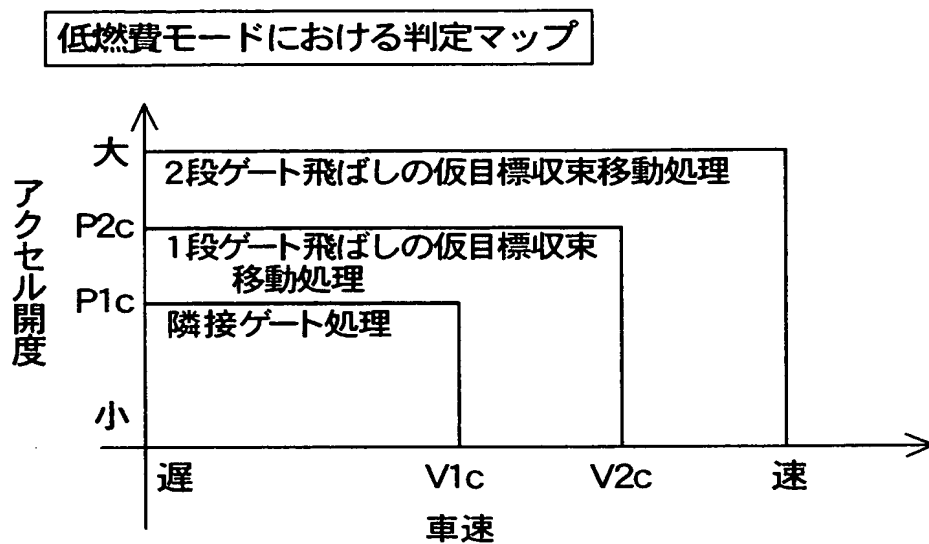 低燃費モードにおける判定マップ
大
2段ゲート飛ばしの仮目標収束移動処理
P2c
1段ゲート飛ばしの仮目標収束
移動処理
P1c
隣接ゲート処理
アクセル開度
小
遅
V1c
V2c
速
車速